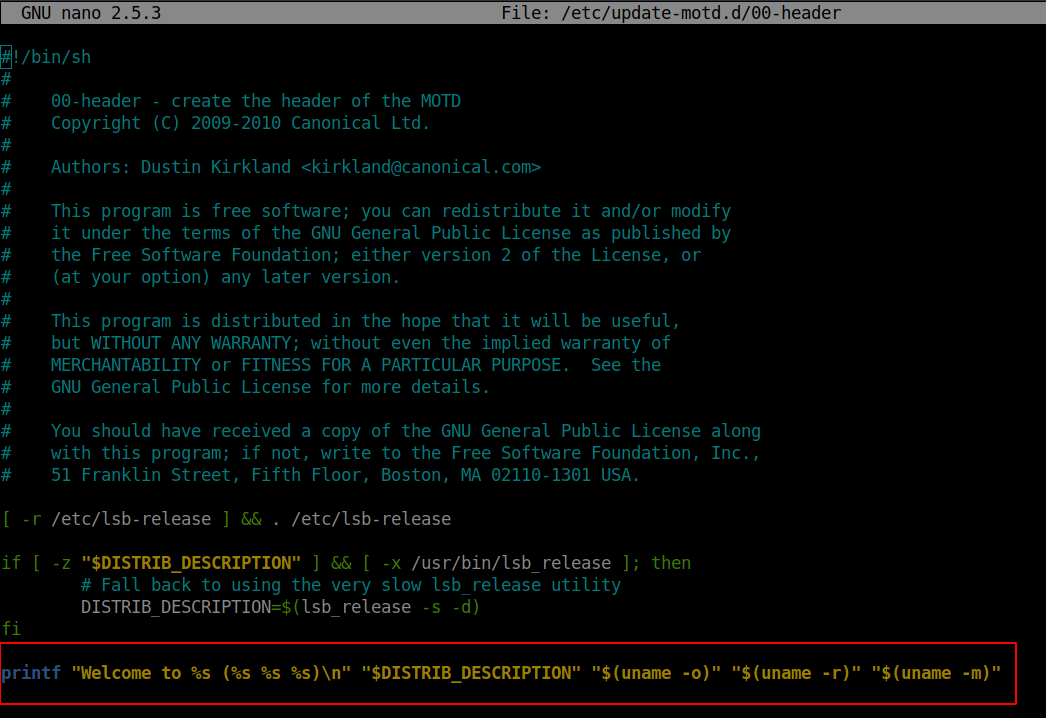 GNU nano 2.5.3 File: /etc/update-motd.d/00-header
#!/bin/sh
#
#    00-header - create the header of the MOTD
#    Copyright (C) 2009-2010 Canonical Ltd.
#
#    Authors: Dustin Kirkland <kirkland@canonical.com>
#
#    This program is free software; you can redistribute it and/or modify
#    it under the terms of the GNU General Public License as published by
#    the Free Software Foundation; either version 2 of the License, or
#    (at your option) any later version.
#
#    This program is distributed in the hope that it will be useful,
#    but WITHOUT ANY WARRANTY; without even the implied warranty of
#    MERCHANTABILITY or FITNESS FOR A PARTICULAR PURPOSE.  See the
#    GNU General Public License for more details.
#
#    You should have received a copy of the GNU General Public License along
#    with this program; if not, write to the Free Software Foundation, Inc.,
#    51 Franklin Street, Fifth Floor, Boston, MA 02110-1301 USA.
[ -r /etc/lsb-release ] && . /etc/lsb-release
if [ -z "$DISTRIB_DESCRIPTION" ] && [ -x /usr/bin/lsb_release ]; then
        # Fall back to using the very slow lsb_release utility
        DISTRIB_DESCRIPTION=$(lsb_release -s -d)
fi
printf "Welcome to %s (%s %s %s)\n" "$DISTRIB_DESCRIPTION" "$(uname -o)" "$(uname -r)" "$(uname -m)"